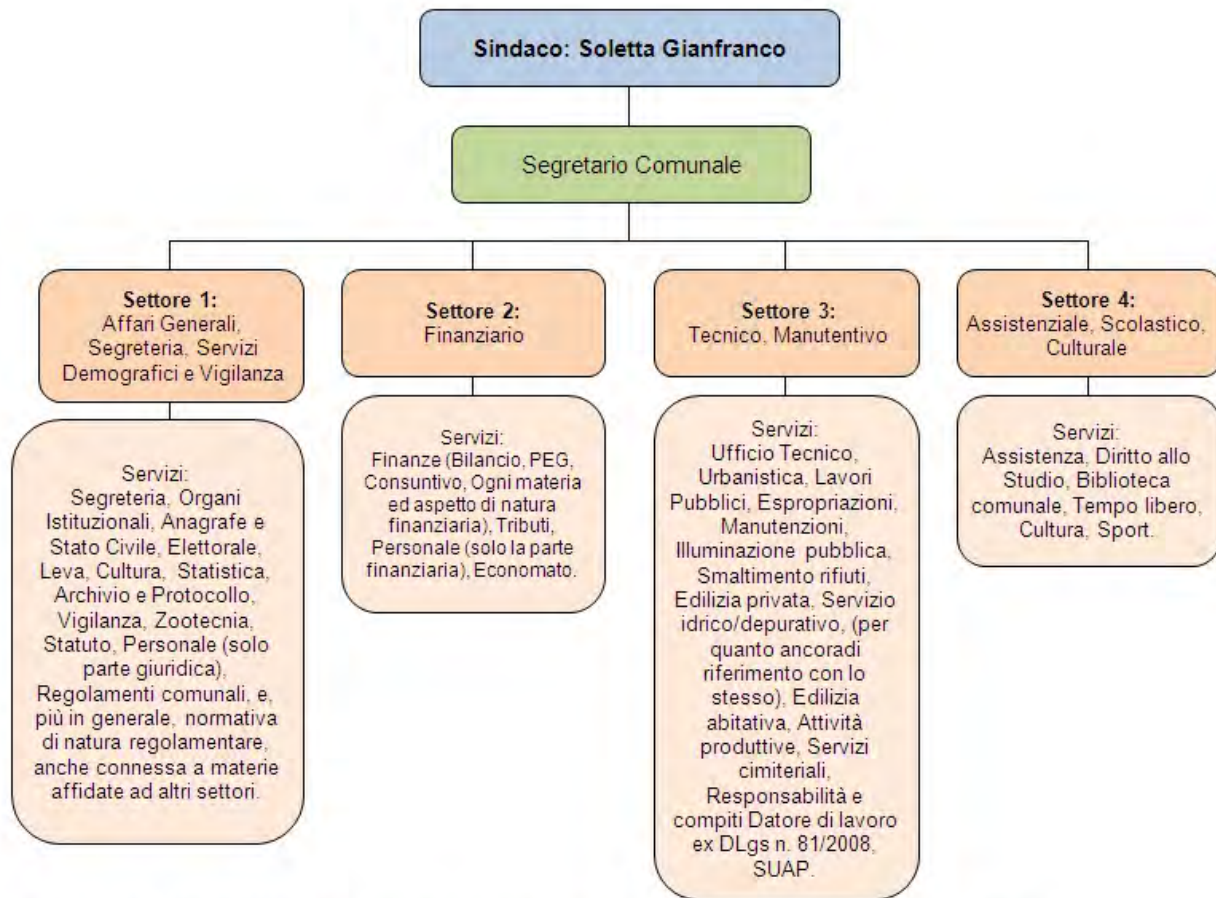 Sindaco: Soletta Gianfranco
Segretario Comunale
Settore 1:
Affari Generali,
Segreteria, Servizi
Demografici e Vigilanza
Settore 2:
Finanziario
Settore 3:
Tecnico, Manutentivo
Settore 4:
Assistenziale, Scolastico,
Culturale
Servizi:
Segreteria, Organi
Istituzionali, Anagrafe e
Stato Civile, Elettorale,
Leva, Cultura, Statistica,
Archivio e Protocollo,
Vigilanza, Zootecnia,
Statuto, Personale (solo
parte giuridica),
Regolamenti comunali, e,
più in generale, normativa
di natura regolamentare,
anche connessa a materie
affidate ad altri settori.
Servizi:
Finanze (Bilancio, PEG,
Consuntivo, Ogni materia
ed aspetto di natura
finanziaria), Tributi,
Personale (solo la parte
finanziaria), Economato.
Servizi:
Ufficio Tecnico,
Urbanistica, Lavori
Pubblici, Espropriazioni,
Manutenzioni,
Illuminazione pubblica,
Smaltimento rifiuti,
Edilizia privata, Servizio
idrico/depurativo, (per
quanto ancoradi
riferimento con lo
stesso), Edilizia
abitativa, Attività
produttive, Servizi
cimiteriali,
Responsabilità e
compiti Datore di lavoro
ex DLgs n. 81/2008,
SUAP.
Servizi:
Assistenza, Diritto allo
Studio, Biblioteca
comunale, Tempo libero,
Cultura, Sport.